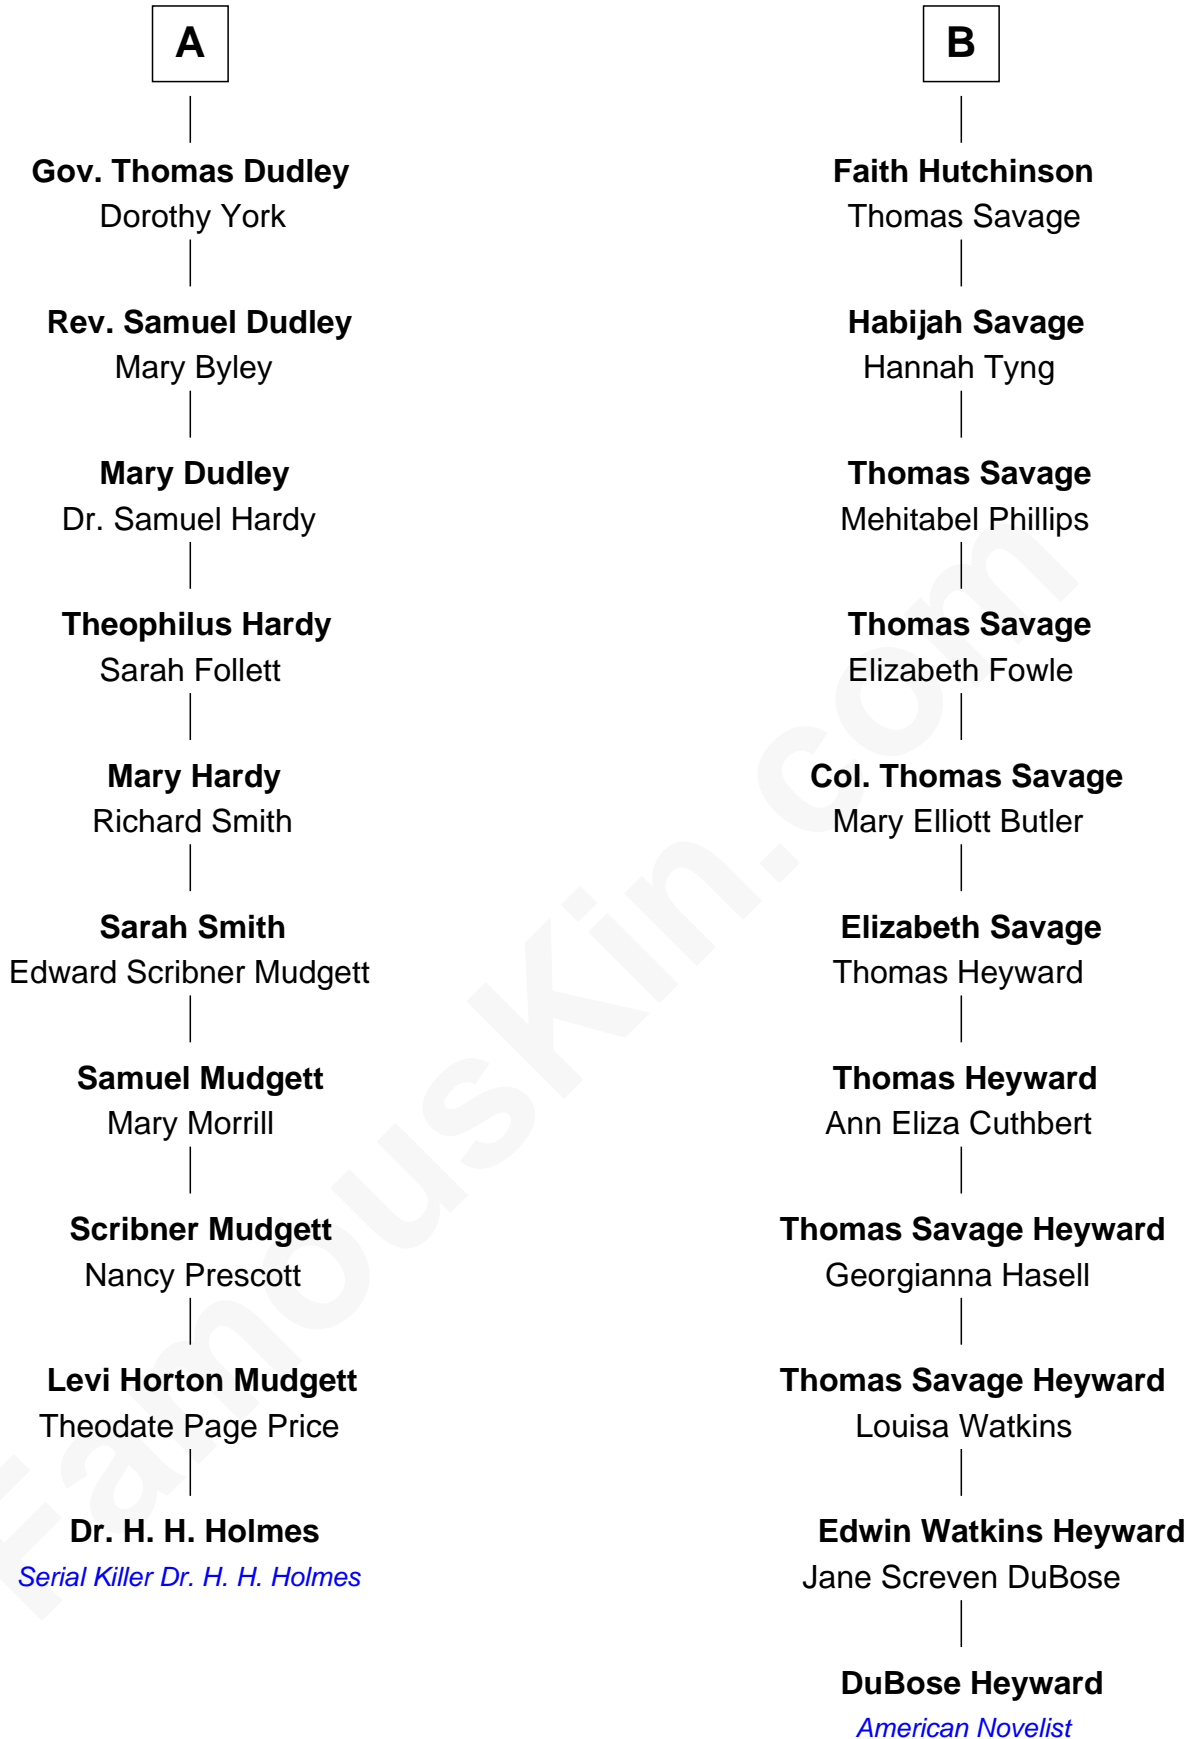 A
Gov. Thomas Dudley
Dorothy York
Rev. Samuel Dudley
Mary Byley
Mary Dudley
Dr. Samuel Hardy
Theophilus Hardy
Sarah Follett
Mary Hardy
Richard Smith
Sarah Smith
Edward Scribner Mudgett
Samuel Mudgett
Mary Morrill
Scribner Mudgett
Nancy Prescott
Levi Horton Mudgett
Theodate Page Price
Dr. H. H. Holmes
Serial Killer Dr. H. H. Holmes
B
Faith Hutchinson
Thomas Savage
Habijah Savage
Hannah Tyng
Thomas Savage
Mehitabel Phillips
Thomas Savage
Elizabeth Fowle
Col. Thomas Savage
Mary Elliott Butler
Elizabeth Savage
Thomas Heyward
Thomas Heyward
Ann Eliza Cuthbert
Thomas Savage Heyward
Georgianna Hasell
Thomas Savage Heyward
Louisa Watkins
Edwin Watkins Heyward
Jane Screven DuBose
DuBose Heyward
American Novelist
FamousKin.com